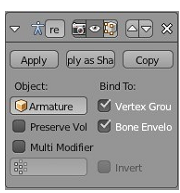 re
Apply ply as Sha Copy
Object: Bind To:
Armature Vertex Grou
Preserve Vol Bone Envelo
Multi Modifier
Invert